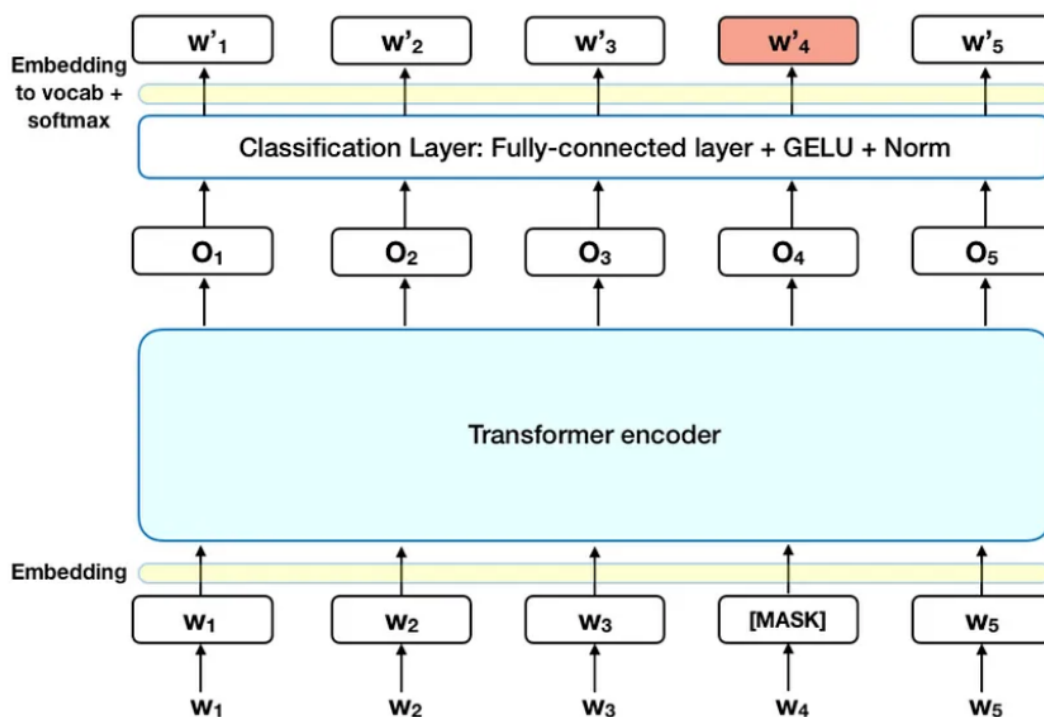 w’₁ w’₂ w’₃ w’₄ w’₅
Embedding
to vocab +
softmax
Classification Layer: Fully-connected layer + GELU + Norm
O₁ O₂ O₃ O₄ O₅
Transformer encoder
Embedding
w₁ w₂ w₃ [MASK] w₅
w₁ w₂ w₃ w₄ w₅